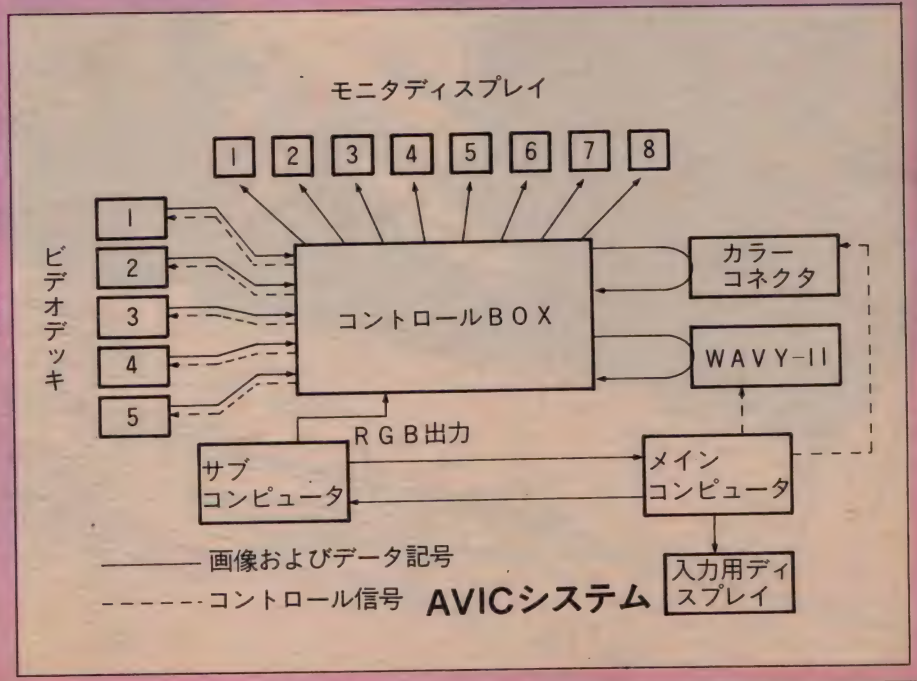 モニタディスプレイ
1 2 3 4 5 6 7 8
ビデオデッキ
1
2
3
4
5
コントロールBOX
カラー
コネクタ
WAVY-II
RGB出力
サブ
コンピュータ
メイン
コンピュータ
入力用ディ
スプレイ
画像およびデータ記号
コントロール信号
AVICシステム